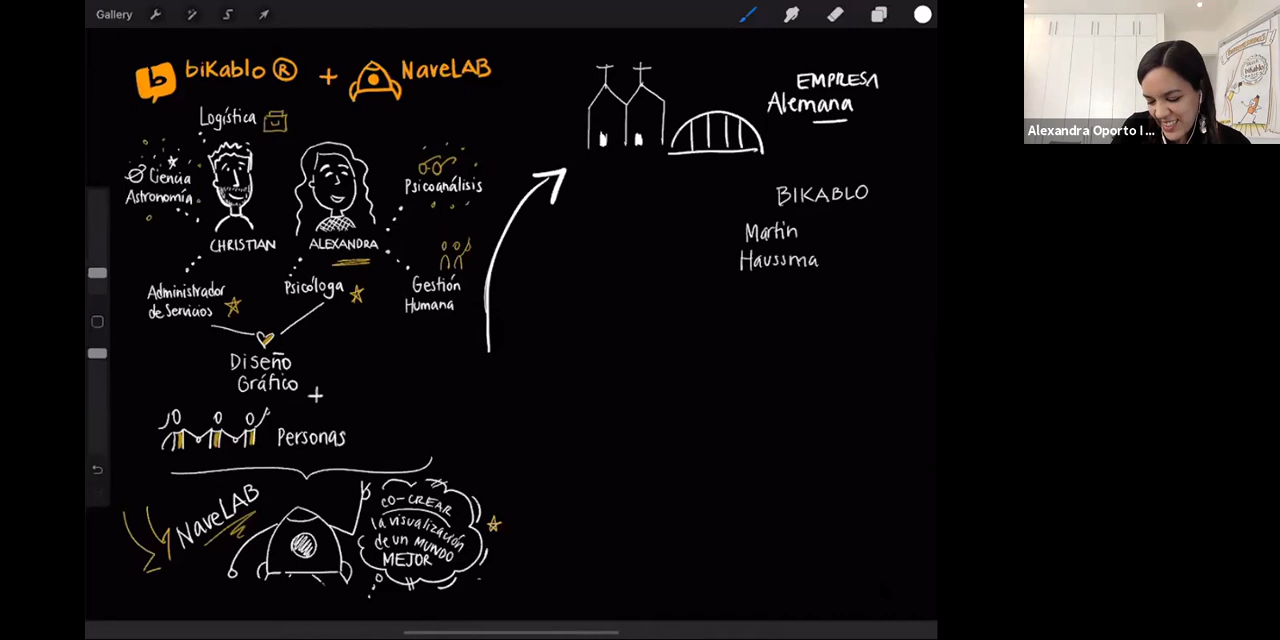 Gallery
bikablo ® + NaveLAB
Logística
Ciencia
Astronomía
CHRISTIAN
ALEXANDRA
Psicoanálisis
Administrador
de Servicios
Psicóloga
Gestión
Humana
Diseño
Gráfico
+
Personas
NaveLAB
CO-CREAR
la visualización
de un MUNDO
MEJOR
EMPRESA
Alemana
BIKABLO
Martin
Haussma
Alexandra Oporto I...